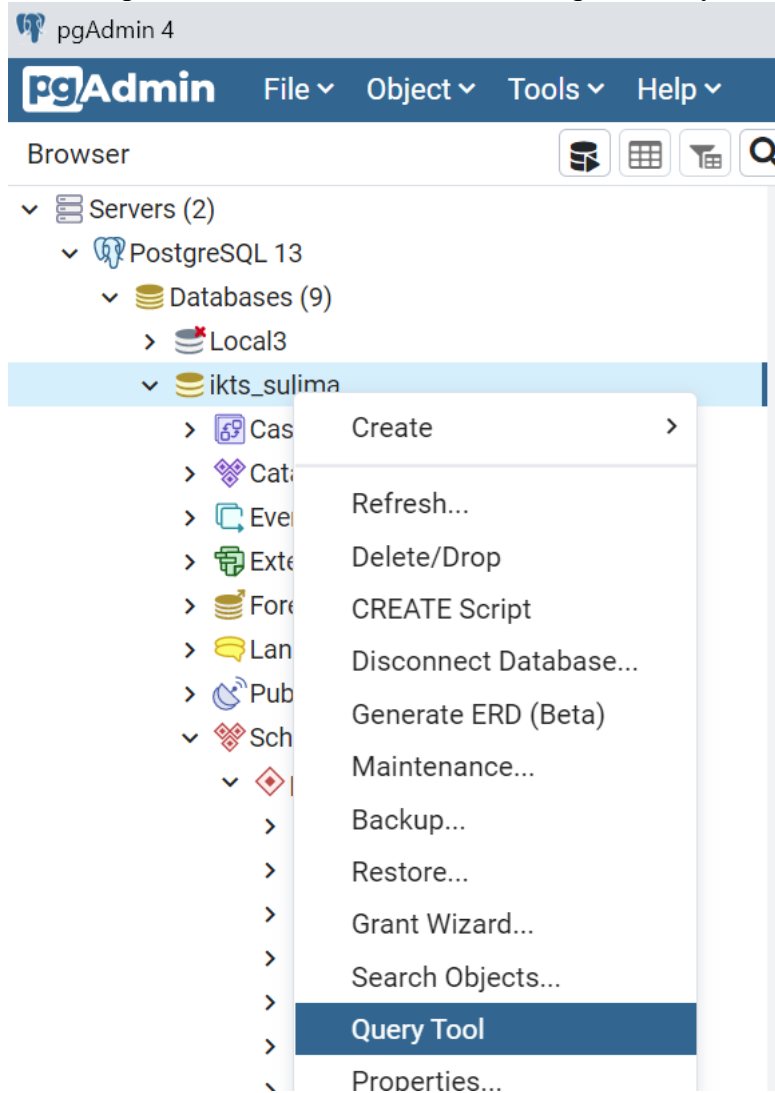 pgAdmin 4
pgAdmin File Object Tools Help
Browser
Servers (2)
PostgreSQL 13
Databases (9)
Local3
ikts_sulima
Cas
Create
Cata
Refresh...
Eve
Delete/Drop
Exte
CREATE Script
Fore
Lan
Disconnect Database...
Pub
Generate ERD (Beta)
Sch
Maintenance...
Backup...
Restore...
Grant Wizard...
Search Objects...
Query Tool
Properties...